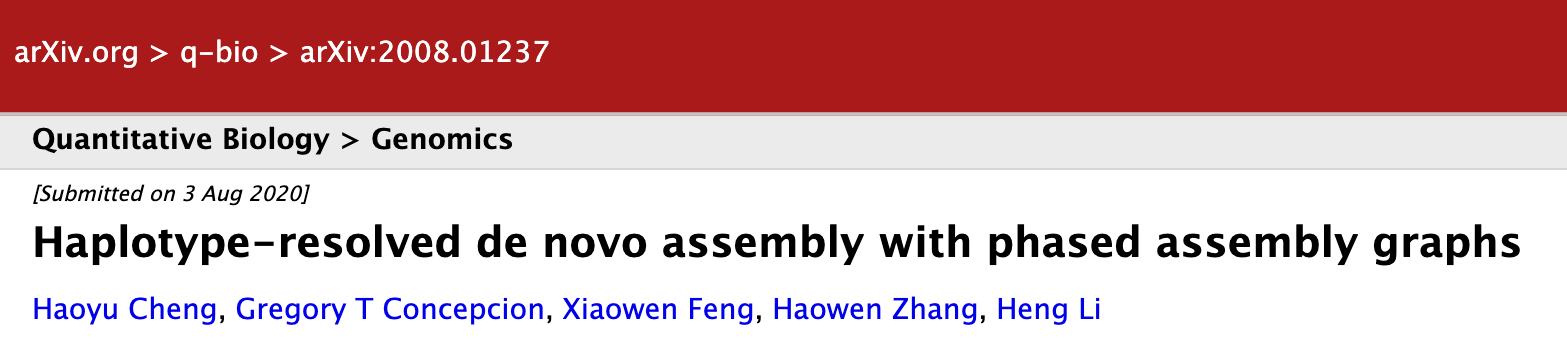 arXiv.org > q-bio > arXiv:2008.01237
Quantitative Biology > Genomics
[Submitted on 3 Aug 2020]
Haplotype-resolved de novo assembly with phased assembly graphs
Haoyu Cheng, Gregory T Concepcion, Xiaowen Feng, Haowen Zhang, Heng Li